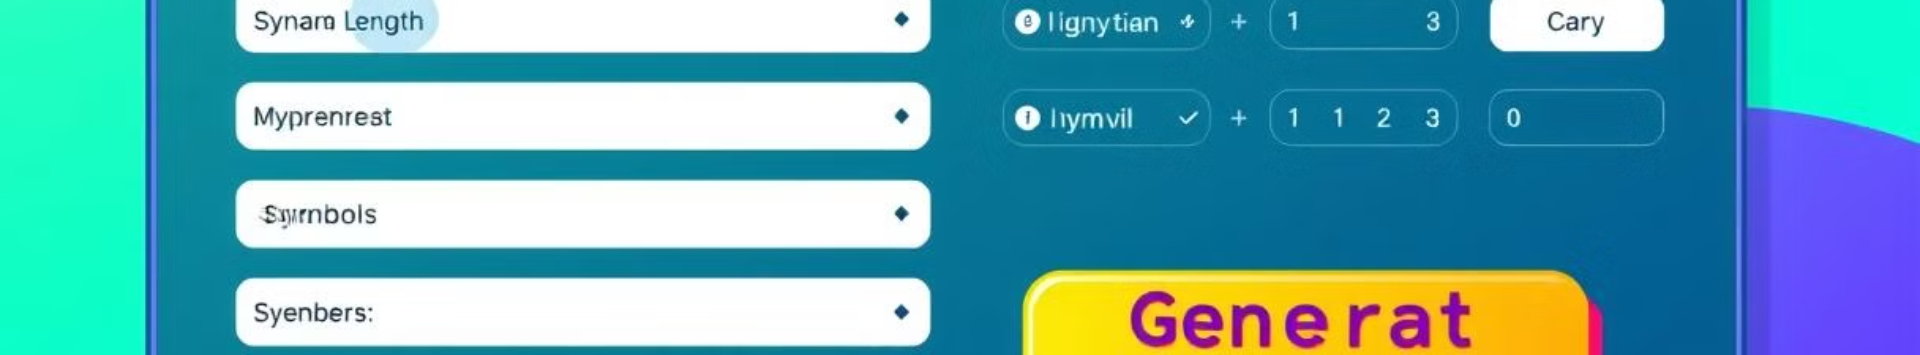 Synam Length
Myprenrest
Symbols
Syenbers:
lignytian + 1 3 Cary
hymvil + 1 1 2 3 0
Generat